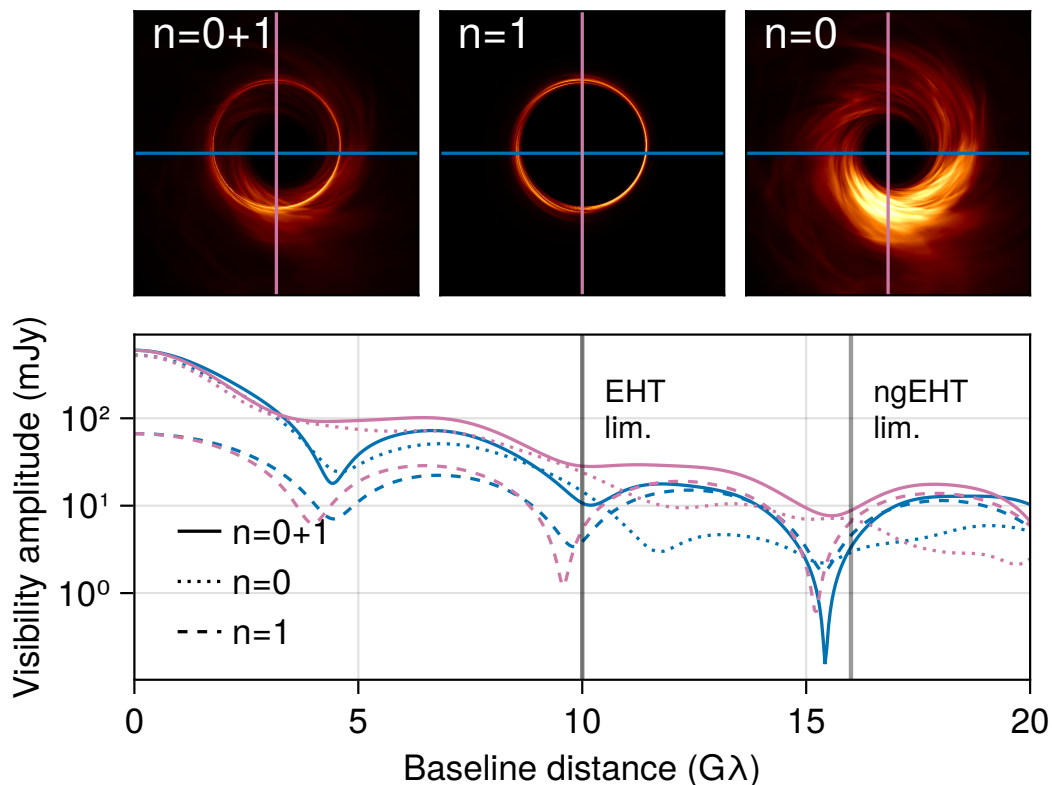 n=0+1
n=1
n=0
Visibility amplitude (mJy)
10²
10¹
10⁰
EHT
lim.
ngEHT
lim.
n=0+1
n=0
n=1
0
5
10
15
20
Baseline distance (Gλ)